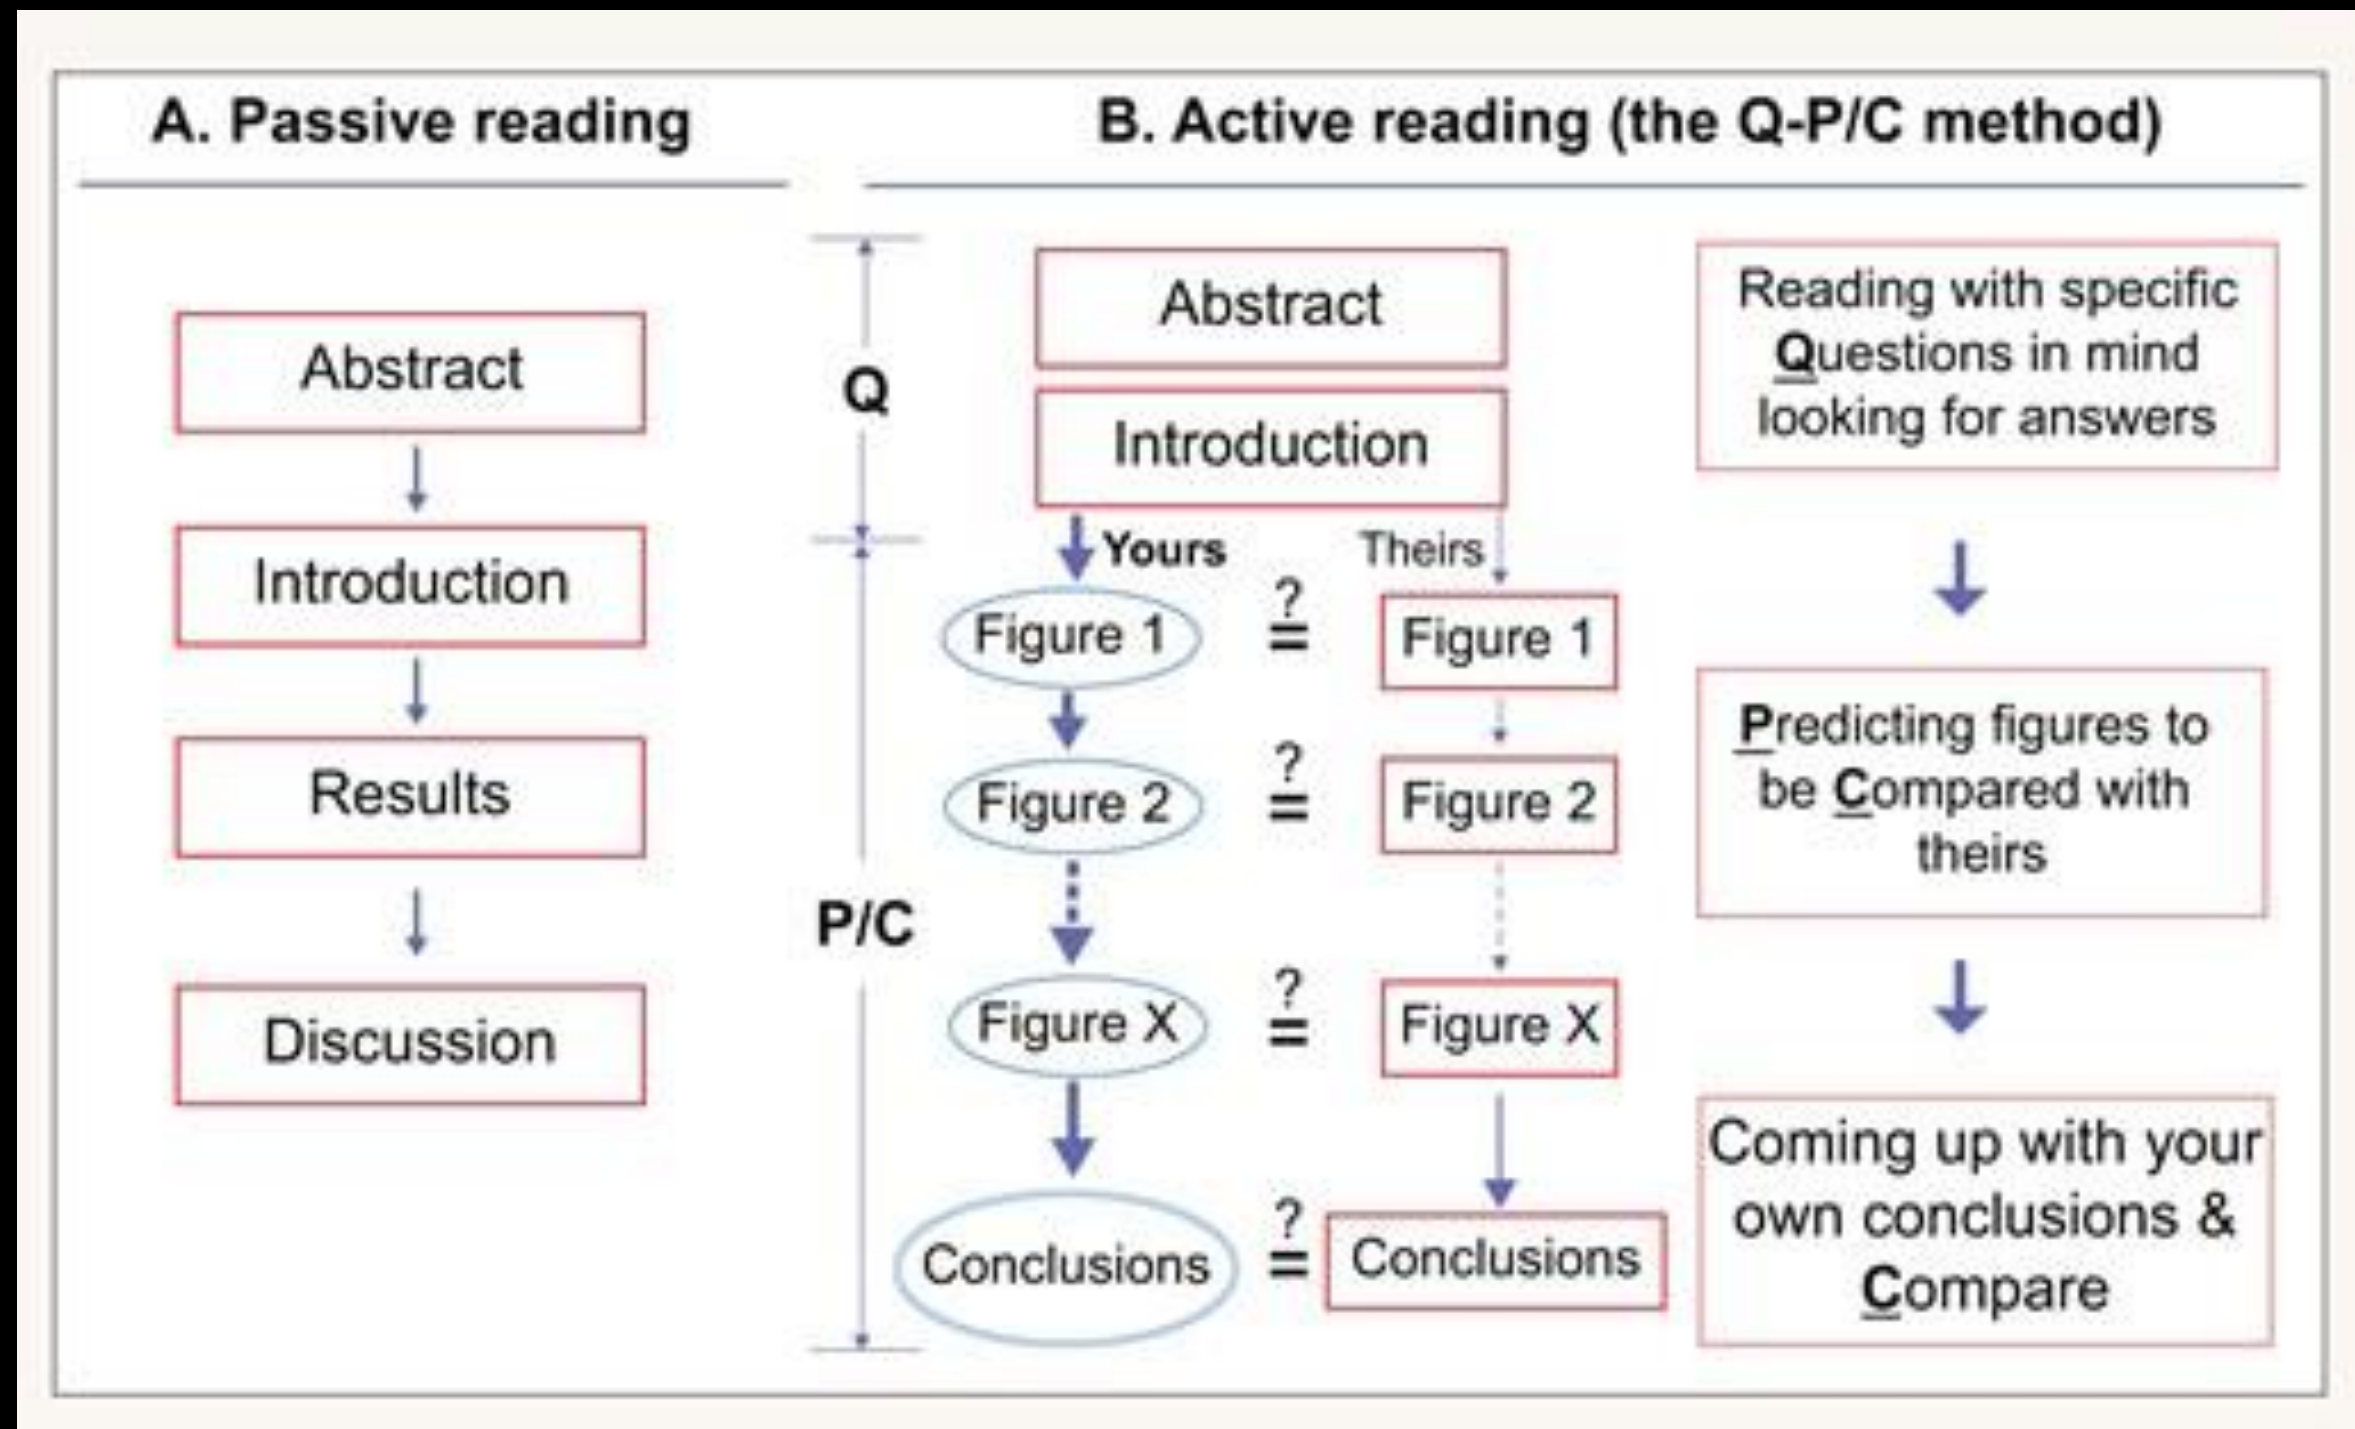 A. Passive reading
Abstract
Introduction
Results
Discussion
B. Active reading (the Q-P/C method)
Q
P/C
Abstract
Introduction
Yours
Theirs
Figure 1
?
=
Figure 1
Figure 2
?
=
Figure 2
Figure X
?
=
Figure X
Conclusions
?
=
Conclusions
Reading with specific
Questions in mind
looking for answers
Predicting figures to
be Compared with
theirs
Coming up with your
own conclusions &
Compare